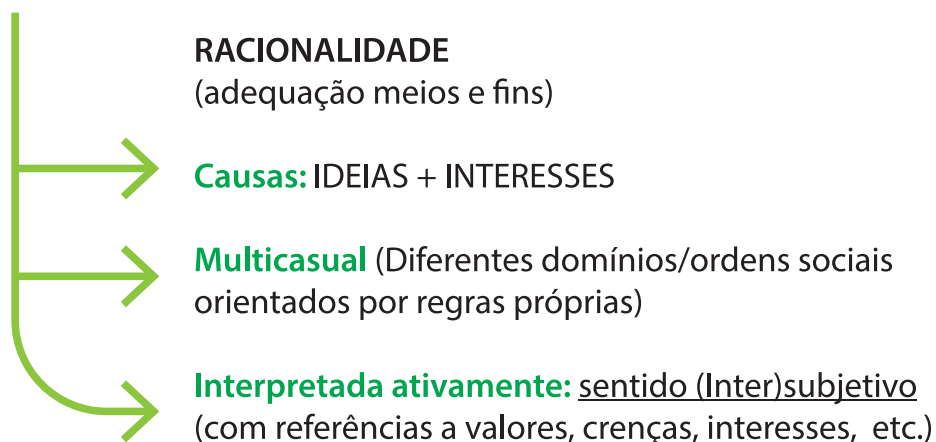 RACIONALIDADE
(adequação meios e fins)
Causas: IDEIAS + INTERESSES
Multicasual (Diferentes domínios/ordens sociais
orientados por regras próprias)
Interpretada ativamente: sentido (Inter)subjetivo
(com referências a valores, crenças, interesses, etc.)